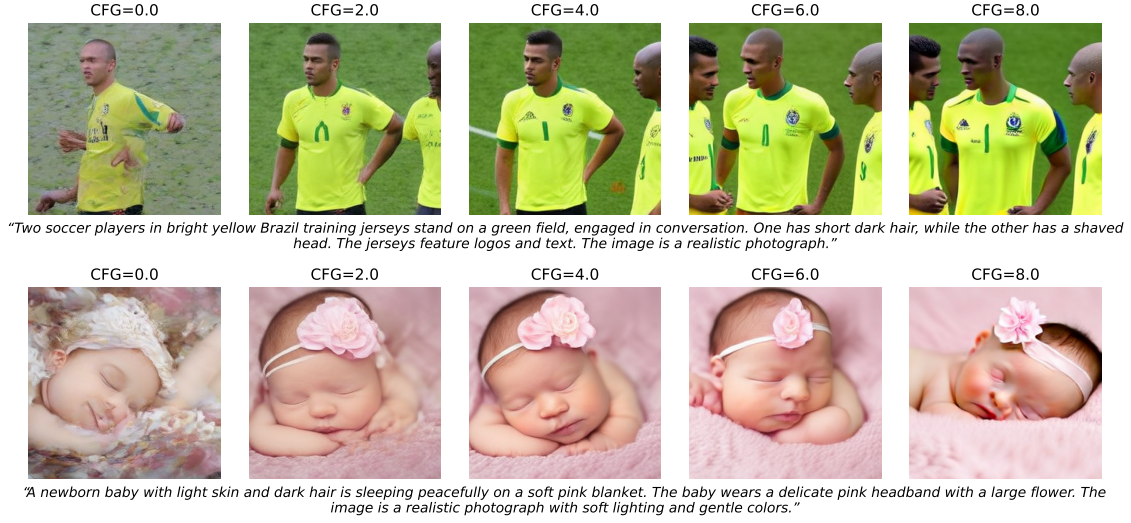 CFG=0.0 CFG=2.0 CFG=4.0 CFG=6.0 CFG=8.0
“Two soccer players in bright yellow Brazil training jerseys stand on a green field, engaged in conversation. One has short dark hair, while the other has a shaved
head. The jerseys feature logos and text. The image is a realistic photograph.”
CFG=0.0 CFG=2.0 CFG=4.0 CFG=6.0 CFG=8.0
“A newborn baby with light skin and dark hair is sleeping peacefully on a soft pink blanket. The baby wears a delicate pink headband with a large flower. The
image is a realistic photograph with soft lighting and gentle colors.”